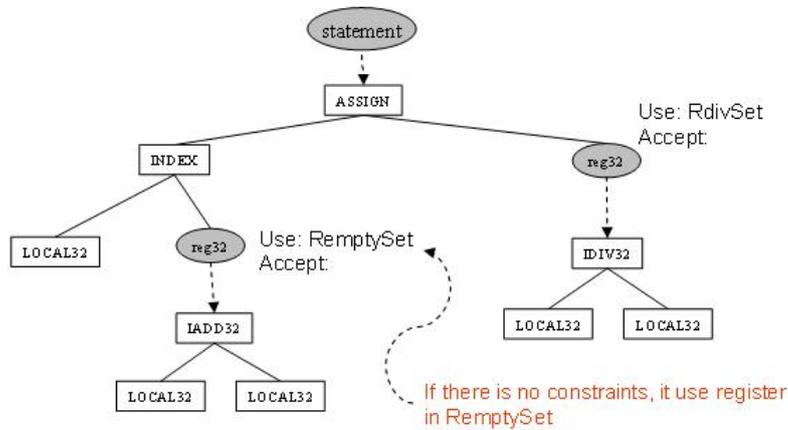 statement
ASSIGN
Use: RdivSet
Accept:
INDEX
reg32
LOCAL32
reg32
Use: RemptySet
Accept:
IDIV32
IADD32
LOCAL32
LOCAL32
LOCAL32
LOCAL32
If there is no constraints, it use register
in RemptySet